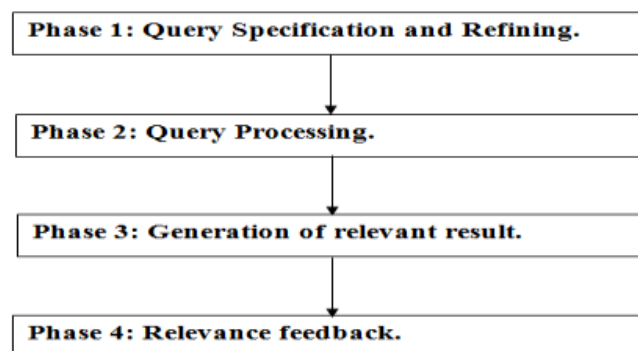 Phase 1: Query Specification and Refining.
Phase 2: Query Processing.
Phase 3: Generation of relevant result.
Phase 4: Relevance feedback.